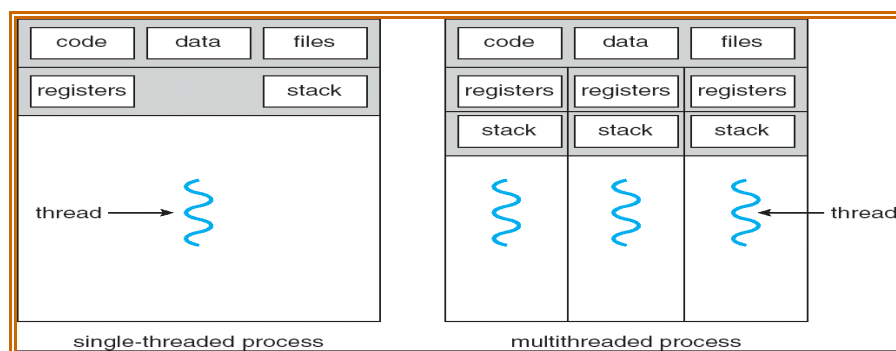 code data files
registers stack
thread
single-threaded process
code data files
registers registers registers
stack stack stack
thread
multithreaded process